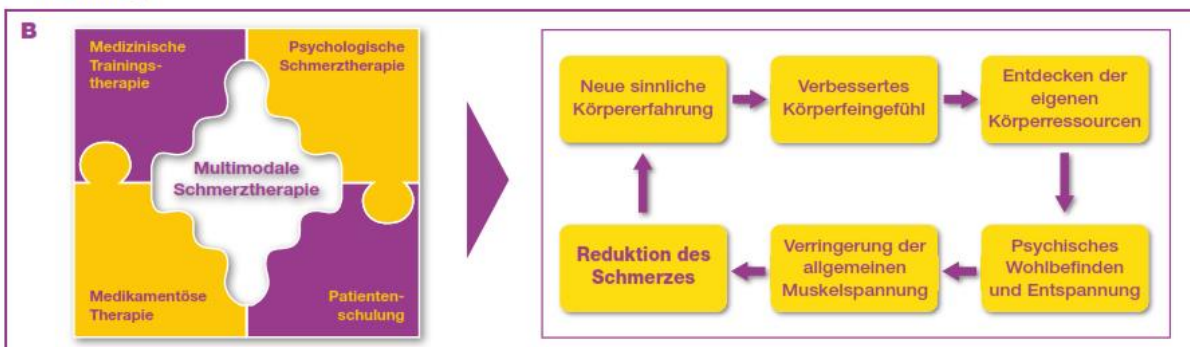 B
Medizinische
Trainings-
therapie
Psychologische
Schmerztherapie
Multimodale
Schmerztherapie
Medikamentöse
Therapie
Patienten-
schulung
Neue sinnliche
Körpererfahrung
Verbessertes
Körperfeingefühl
Entdecken der
eigenen
Körperressourcen
Psychisches
Wohlbefinden
und Entspannung
Verringerung der
allgemeinen
Muskelspannung
Reduktion des
Schmerzes